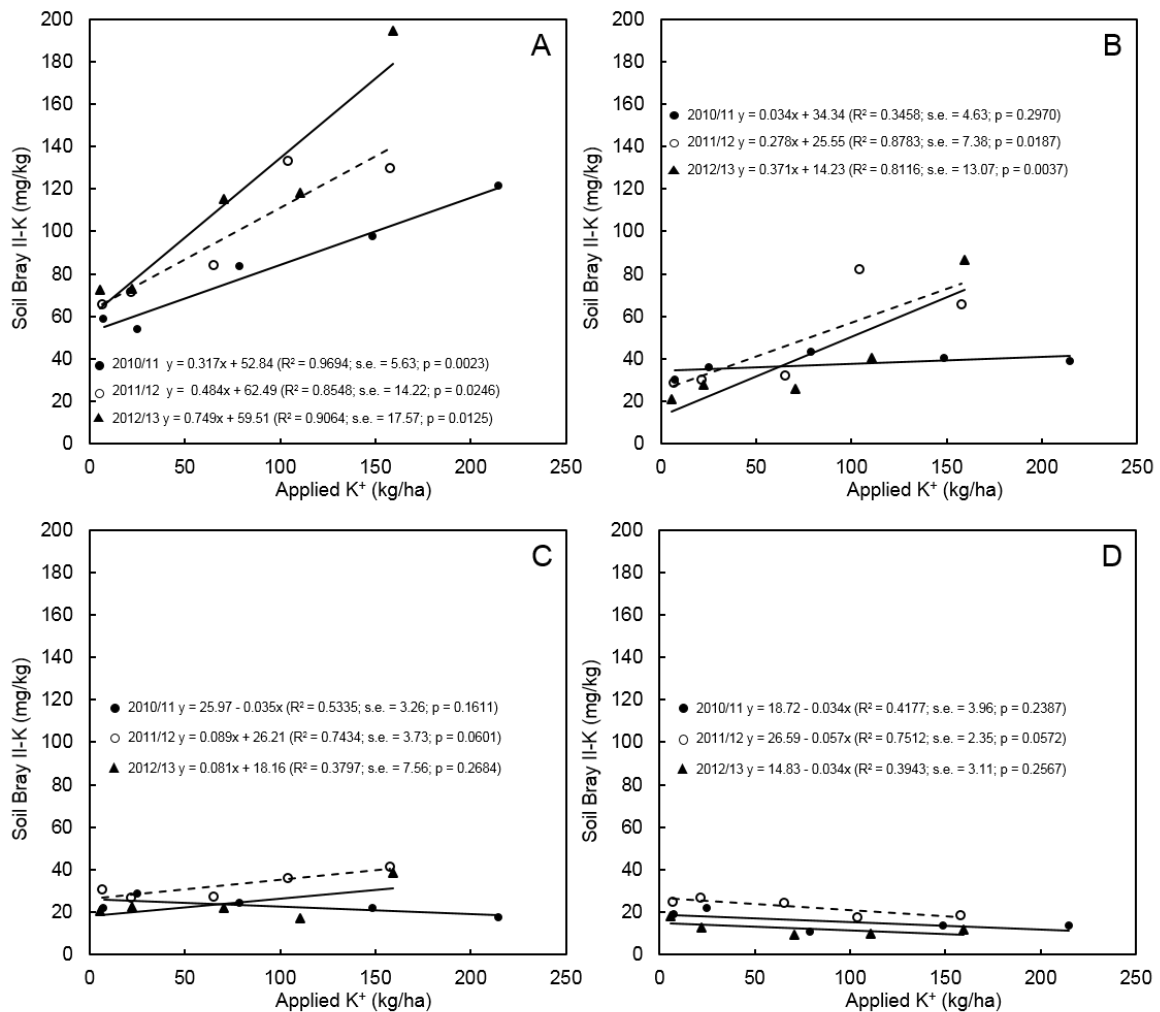 A
200
180
160
140
120
100
80
60
40
20
0
Soil Bray II-K (mg/kg)
2010/11 y = 0.317x + 52.84 (R² = 0.9694; s.e. = 5.63; p = 0.0023)
2011/12 y = 0.484x + 62.49 (R² = 0.8548; s.e. = 14.22; p = 0.0246)
2012/13 y = 0.749x + 59.51 (R² = 0.9064; s.e. = 17.57; p = 0.0125)
0 50 100 150 200 250
Applied K⁺ (kg/ha)
B
200
180
160
140
120
100
80
60
40
20
0
Soil Bray II-K (mg/kg)
2010/11 y = 0.034x + 34.34 (R² = 0.3458; s.e. = 4.63; p = 0.2970)
2011/12 y = 0.278x + 25.55 (R² = 0.8783; s.e. = 7.38; p = 0.0187)
2012/13 y = 0.371x + 14.23 (R² = 0.8116; s.e. = 13.07; p = 0.0037)
0 50 100 150 200 250
Applied K⁺ (kg/ha)
C
200
180
160
140
120
100
80
60
40
20
0
Soil Bray II-K (mg/kg)
2010/11 y = 25.97 - 0.035x (R² = 0.5335; s.e. = 3.26; p = 0.1611)
2011/12 y = 0.089x + 26.21 (R² = 0.7434; s.e. = 3.73; p = 0.0601)
2012/13 y = 0.081x + 18.16 (R² = 0.3797; s.e. = 7.56; p = 0.2684)
0 50 100 150 200 250
Applied K⁺ (kg/ha)
D
200
180
160
140
120
100
80
60
40
20
0
Soil Bray II-K (mg/kg)
2010/11 y = 18.72 - 0.034x (R² = 0.4177; s.e. = 3.96; p = 0.2387)
2011/12 y = 26.59 - 0.057x (R² = 0.7512; s.e. = 2.35; p = 0.0572)
2012/13 y = 14.83 - 0.034x (R² = 0.3943; s.e. = 3.11; p = 0.2567)
0 50 100 150 200 250
Applied K⁺ (kg/ha)